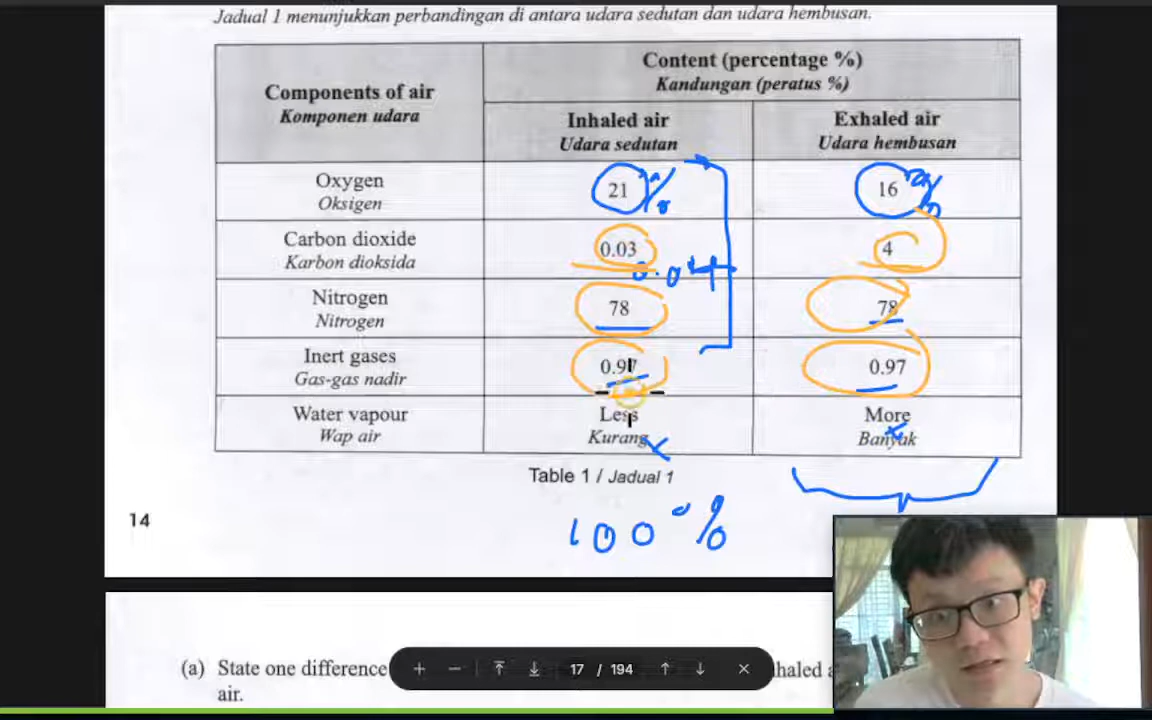 Jadual 1 menunjukkan perbandingan di antara udara sedutan dan udara hembusan.
Components of air
Komponen udara
Content (percentage %)
Kandungan (peratus %)
Inhaled air
Udara sedutan
Exhaled air
Udara hembusan
Oxygen
Oksigen
21
16
Carbon dioxide
Karbon dioksida
0.03
4
0.04
Nitrogen
Nitrogen
78
78
Inert gases
Gas-gas nadir
0.97
0.97
Water vapour
Wap air
Less
Kurang
More
Banyak
Table 1 / Jadual 1
100%
14
(a) State one difference
haled a
air.
17 / 194